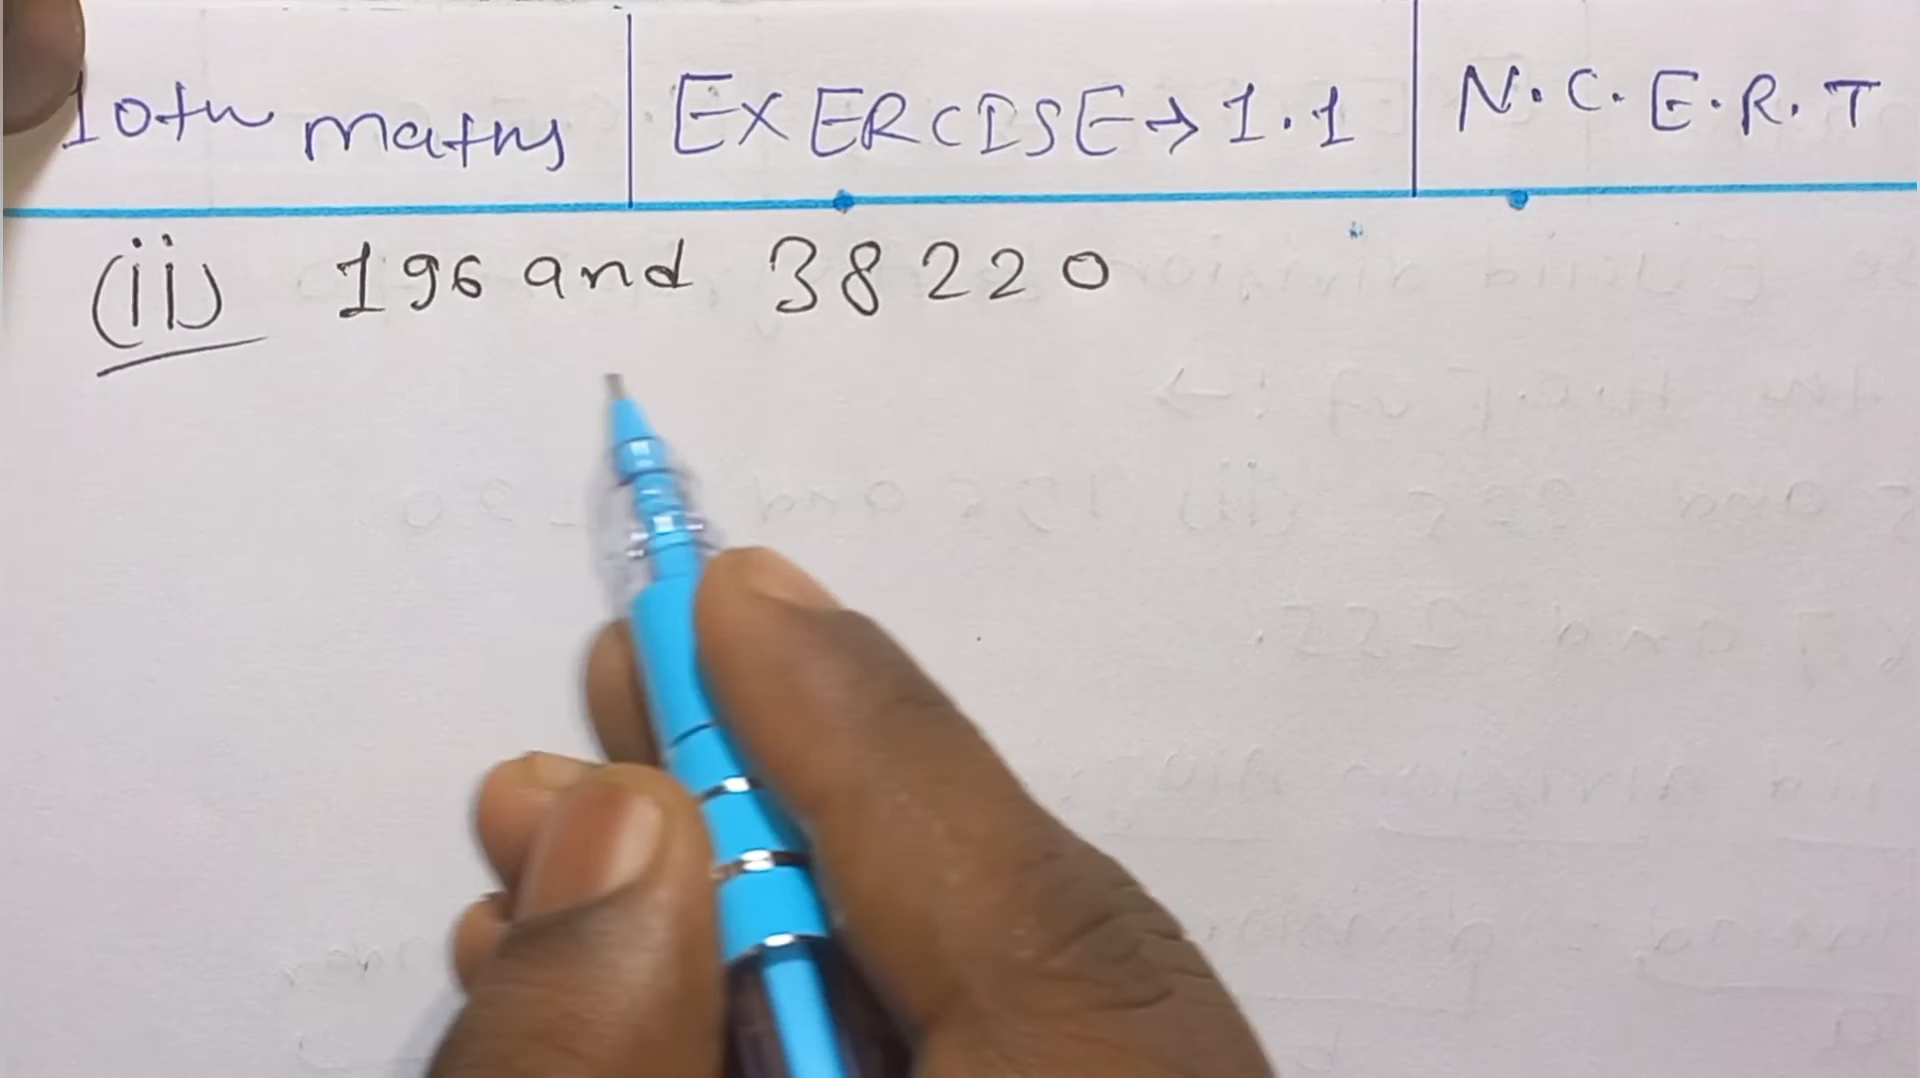 10th maths EXERCISE→1.1 N.C.E.R.T
(ii) 196 and 38220